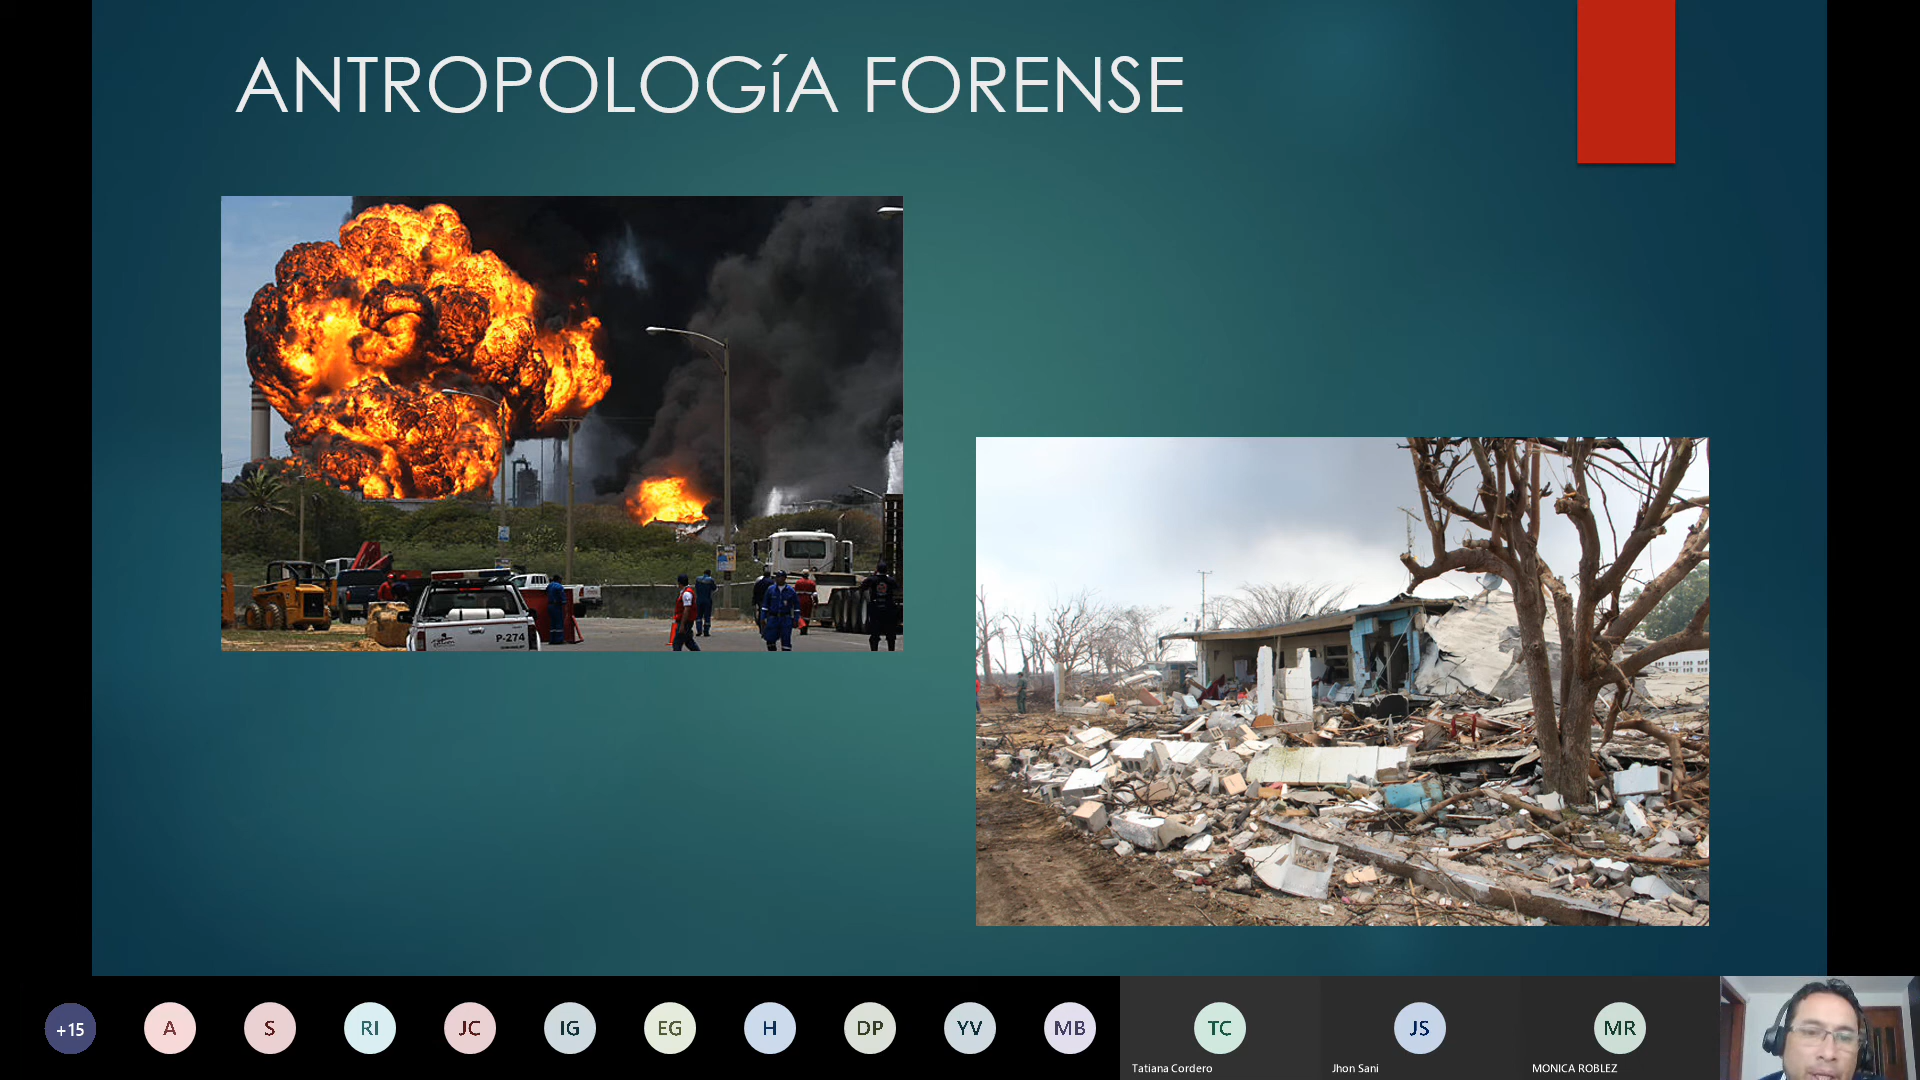 ANTROPOLOGíA FORENSE
P-274
+15
A
S
RI
JC
IG
EG
H
DP
YV
MB
TC
JS
MR
Tatiana Cordero
Jhon Sani
MONICA ROBLEZ